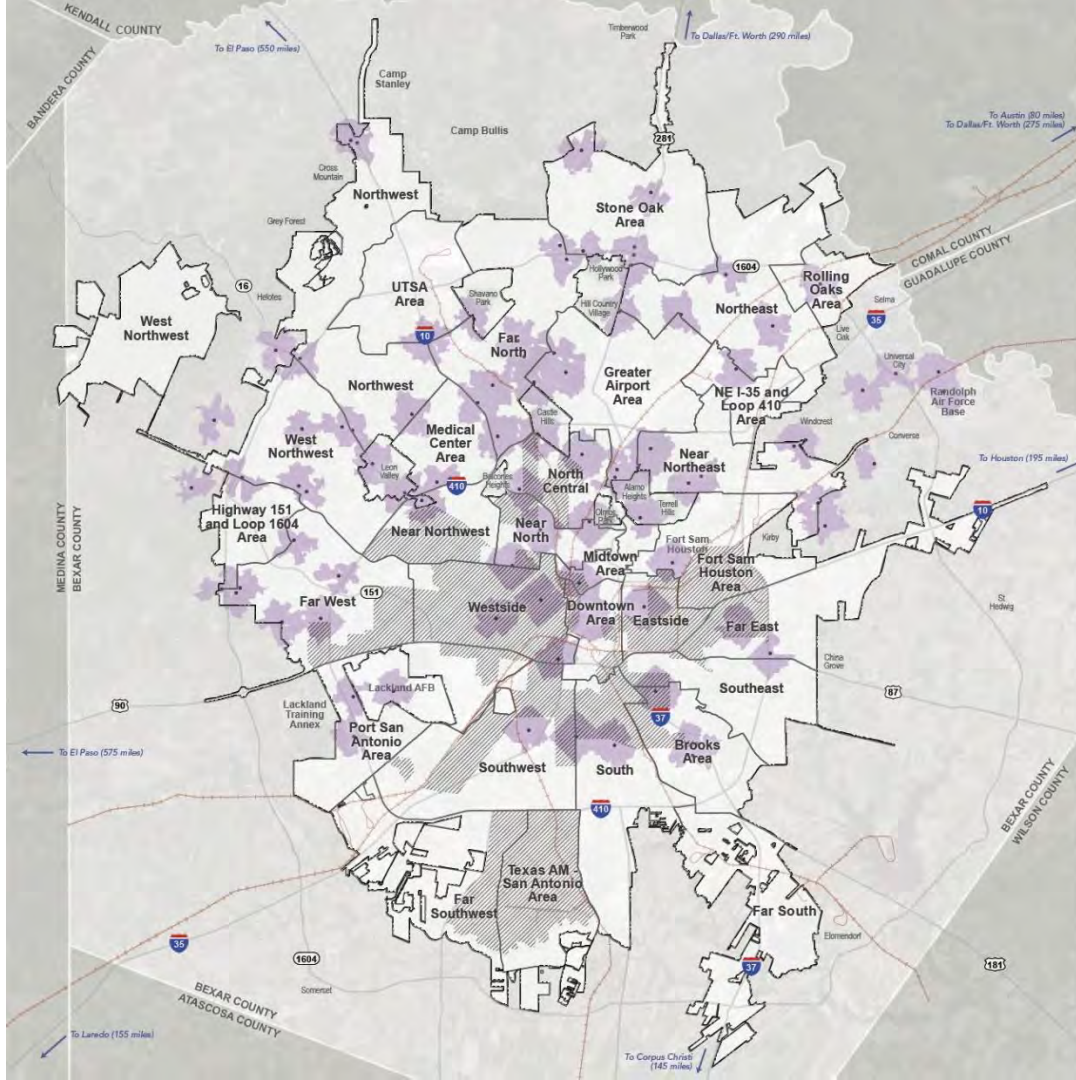 KENDALL COUNTY
BANDERA COUNTY
To El Paso (550 miles)
Timberwood
Park
To Dallas/Ft. Worth (290 miles)
Camp
Stanley
Camp Bullis
To Austin (80 miles)
To Dallas/Ft. Worth (275 miles)
281
Cross
Mountain
Northwest
Stone Oak
Area
Grey Forest
COMAL COUNTY
GUADALUPE COUNTY
1604
Hollywood
Park
Rolling
Oaks
Area
16
Helotes
UTSA
Area
Shavano
Park
Hill Country
Village
Northeast
Selma
35
West
Northwest
10
Far
North
Live
Oak
Universal
City
Northwest
Greater
Airport
Area
NE I-35 and
Loop 410
Area
Randolph
Air Force
Base
Castle
Hills
Windcrest
Converse
Medical
Center
Area
West
Northwest
Leon
Valley
Near
Northeast
To Houston (195 miles)
410
Balcones
Heights
North
Central
Alamo
Heights
Terrell
Hills
10
Highway 151
and Loop 1604
Area
Near Northwest
Near
North
Olmos
Park
Kirby
MEDINA COUNTY
BEXAR COUNTY
Midtown
Area
Fort Sam
Houston
Fort Sam
Houston
Area
151
Far West
Westside
Downtown
Area
Eastside
Far East
St
Hedwig
China
Grove
Lackland AFB
Southeast
90
87
Lackland
Training
Annex
37
Port San
Antonio
Area
To El Paso (575 miles)
Brooks
Area
Southwest
South
BEXAR COUNTY
WILSON COUNTY
410
Texas AM -
San Antonio
Area
Far
Southwest
Far South
Elmendorf
35
1604
37
181
Somerset
BEXAR COUNTY
ATASCOSA COUNTY
To Laredo (155 miles)
To Corpus Christi
(145 miles)